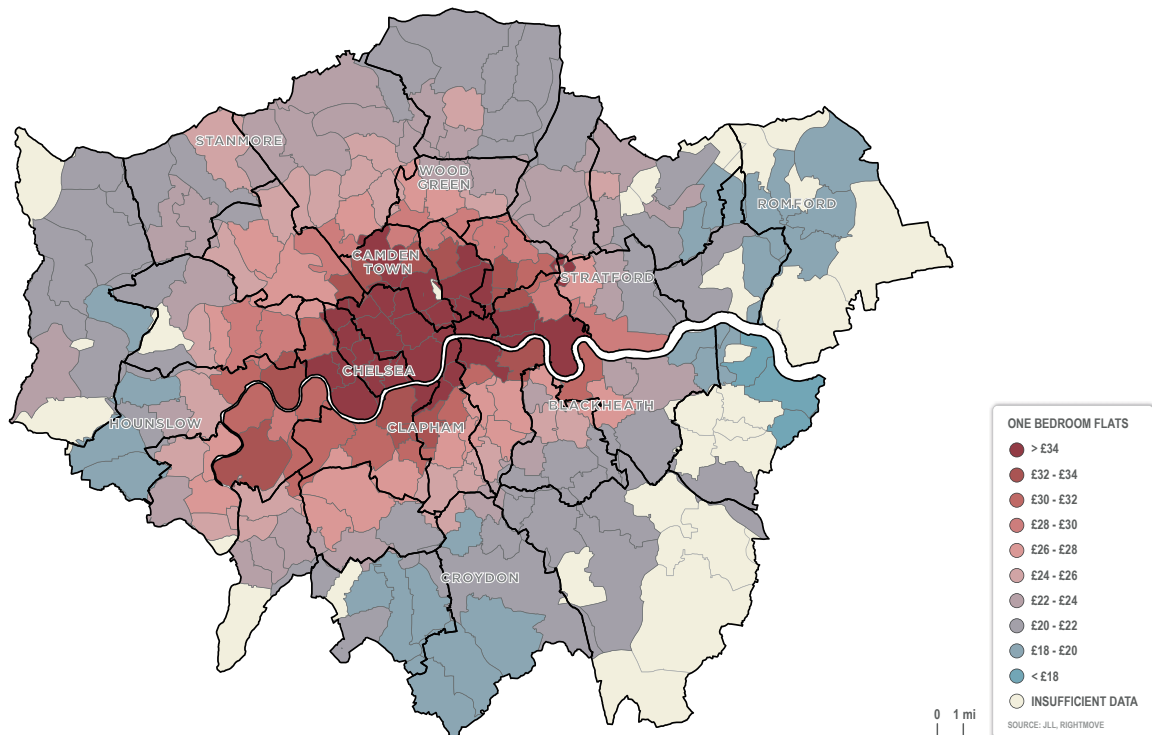 STANMORE
WOOD
GREEN
ROMFORD
CAMDEN
TOWN
STRATFORD
CHELSEA
BLACKHEATH
HOUNSLOW
CLAPHAM
CROYDON
ONE BEDROOM FLATS
> £34
£32 - £34
£30 - £32
£28 - £30
£26 - £28
£24 - £26
£22 - £24
£20 - £22
£18 - £20
< £18
INSUFFICIENT DATA
SOURCE: JLL, RIGHTMOVE
0 1 mi